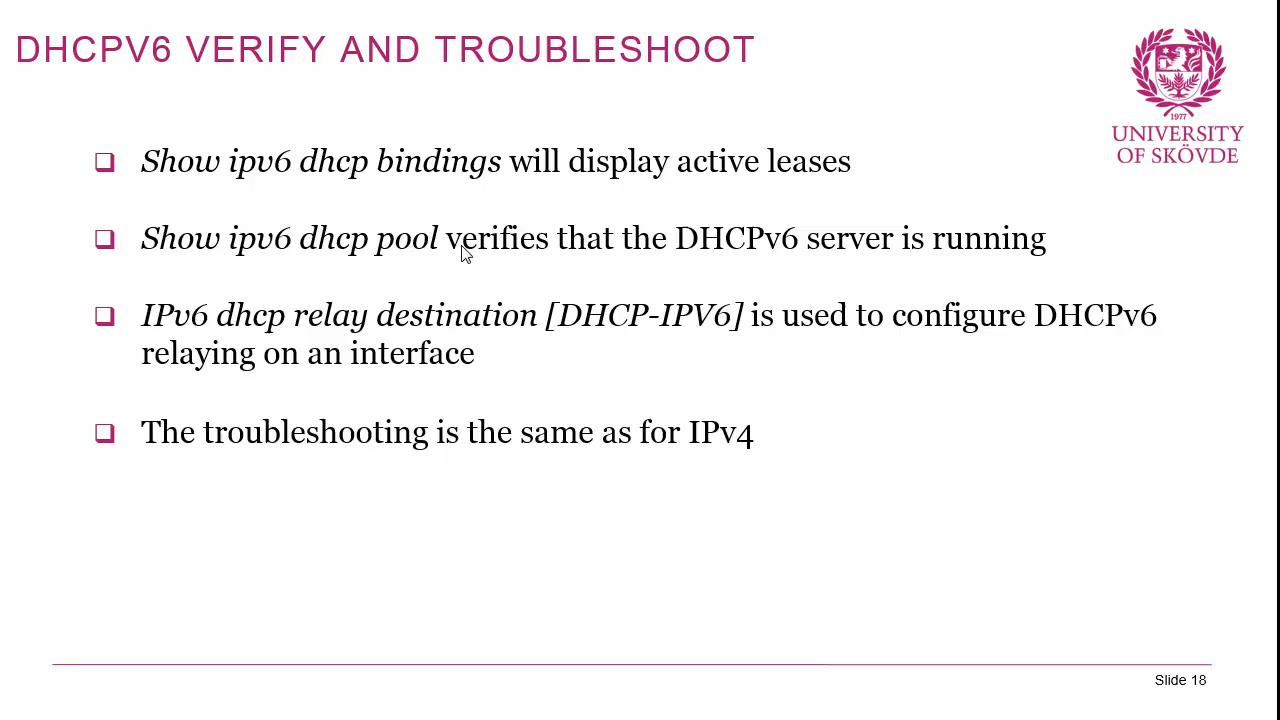 DHCPV6 VERIFY AND TROUBLESHOOT
1977
UNIVERSITY
OF SKÖVDE
Show ipv6 dhcp bindings will display active leases
Show ipv6 dhcp pool verifies that the DHCPv6 server is running
IPv6 dhcp relay destination [DHCP-IPV6] is used to configure DHCPv6
relaying on an interface
The troubleshooting is the same as for IPv4
Slide 18